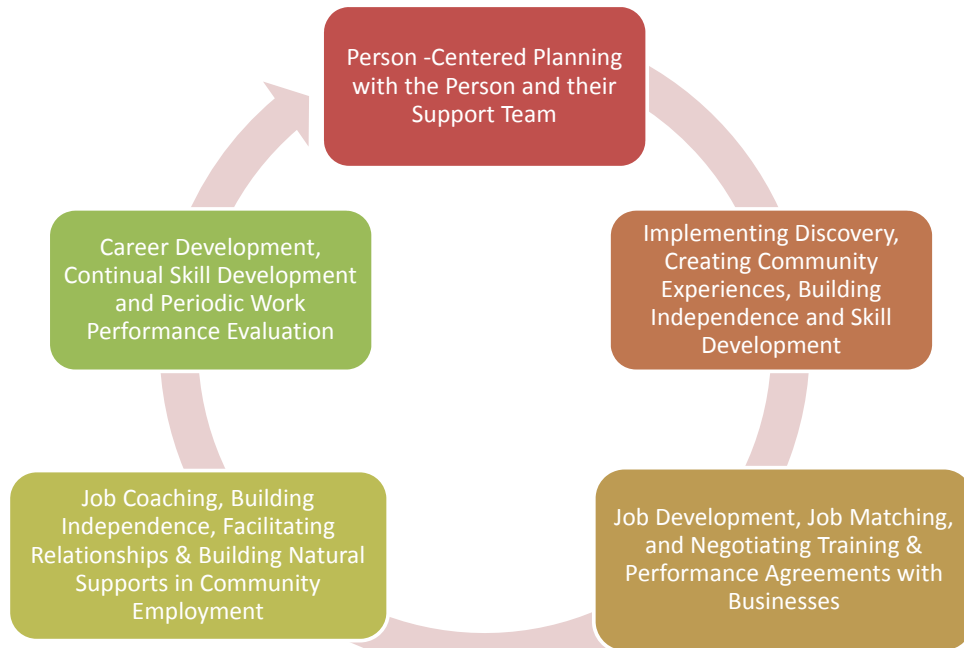 Person -Centered Planning
with the Person and their
Support Team
Implementing Discovery,
Creating Community
Experiences, Building
Independence and Skill
Development
Job Development, Job Matching,
and Negotiating Training &
Performance Agreements with
Businesses
Job Coaching, Building
Independence, Facilitating
Relationships & Building Natural
Supports in Community
Employment
Career Development,
Continual Skill Development
and Periodic Work
Performance Evaluation